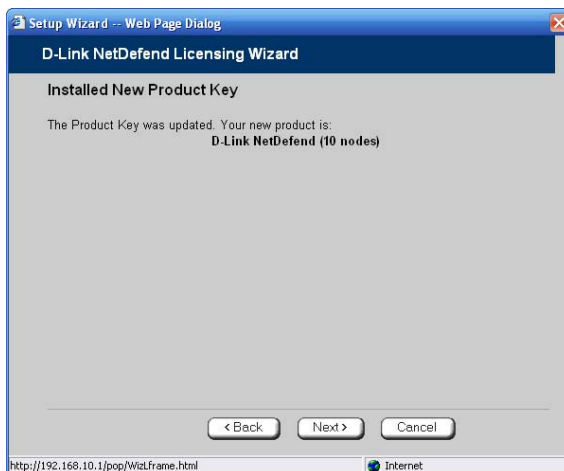 Setup Wizard -- Web Page Dialog
D-Link NetDefend Licensing Wizard
Installed New Product Key
The Product Key was updated. Your new product is:
D-Link NetDefend (10 nodes)
< Back Next > Cancel
http://192.168.10.1/pop/WizLframe.html Internet